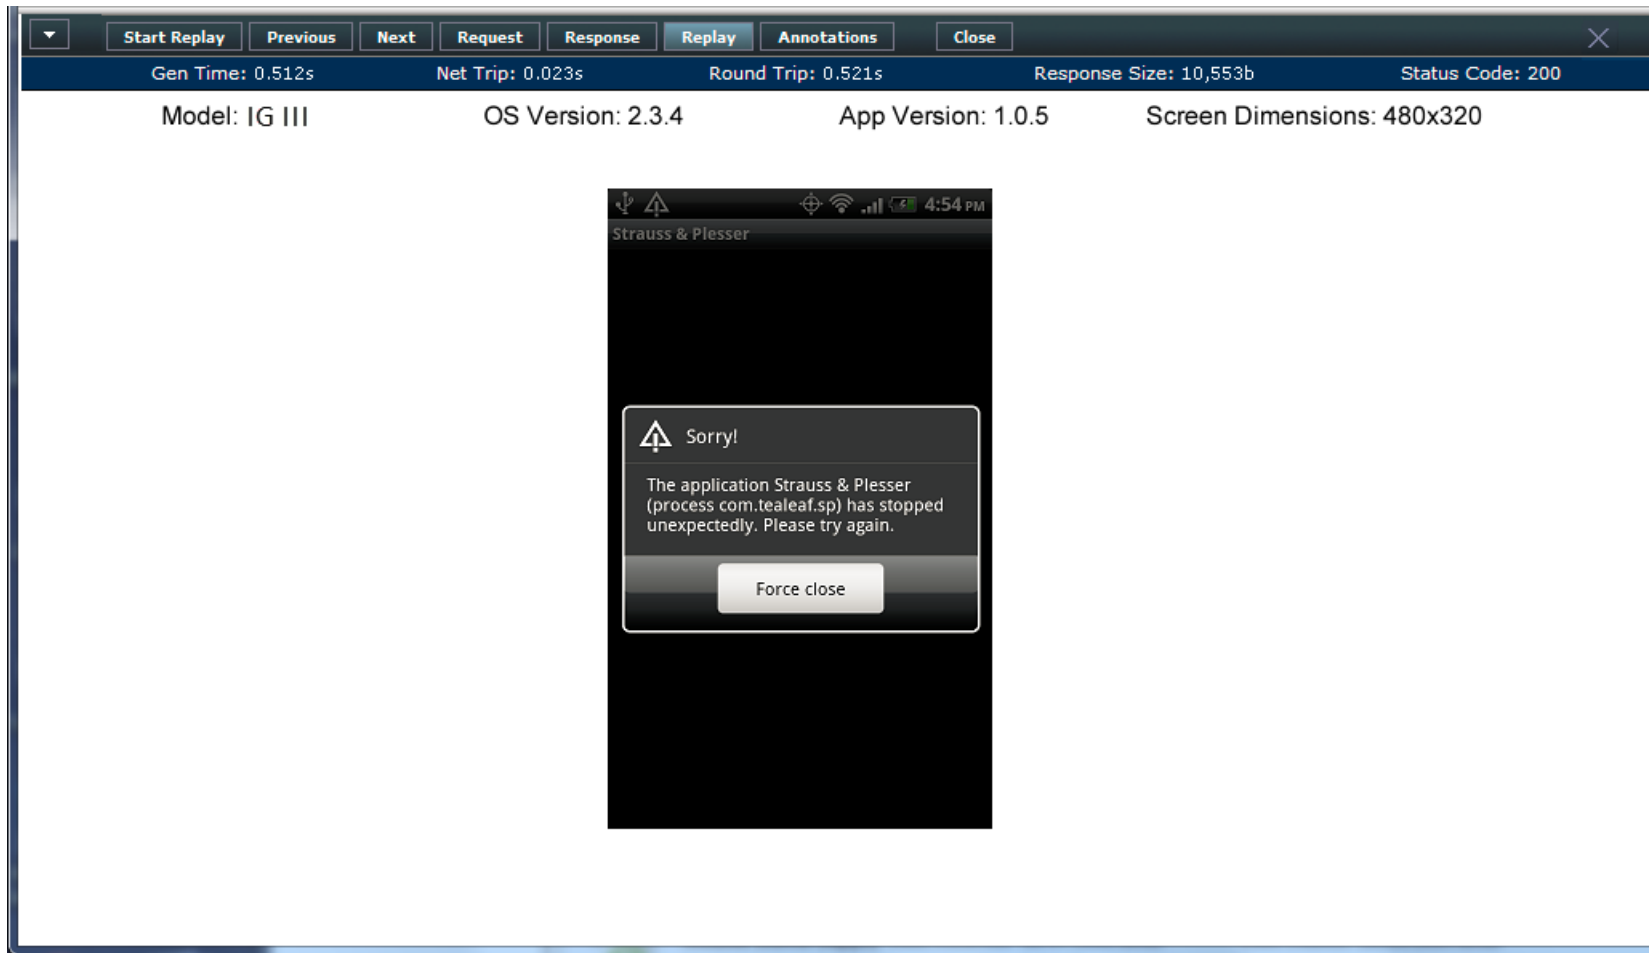 Start Replay Previous Next Request Response Replay Annotations Close
Gen Time: 0.512s Net Trip: 0.023s Round Trip: 0.521s Response Size: 10,553b Status Code: 200
Model: IG III OS Version: 2.3.4 App Version: 1.0.5 Screen Dimensions: 480x320
4:54 PM
Strauss & Plesser
Sorry!
The application Strauss & Plesser
(process com.tealeaf.sp) has stopped
unexpectedly. Please try again.
Force close